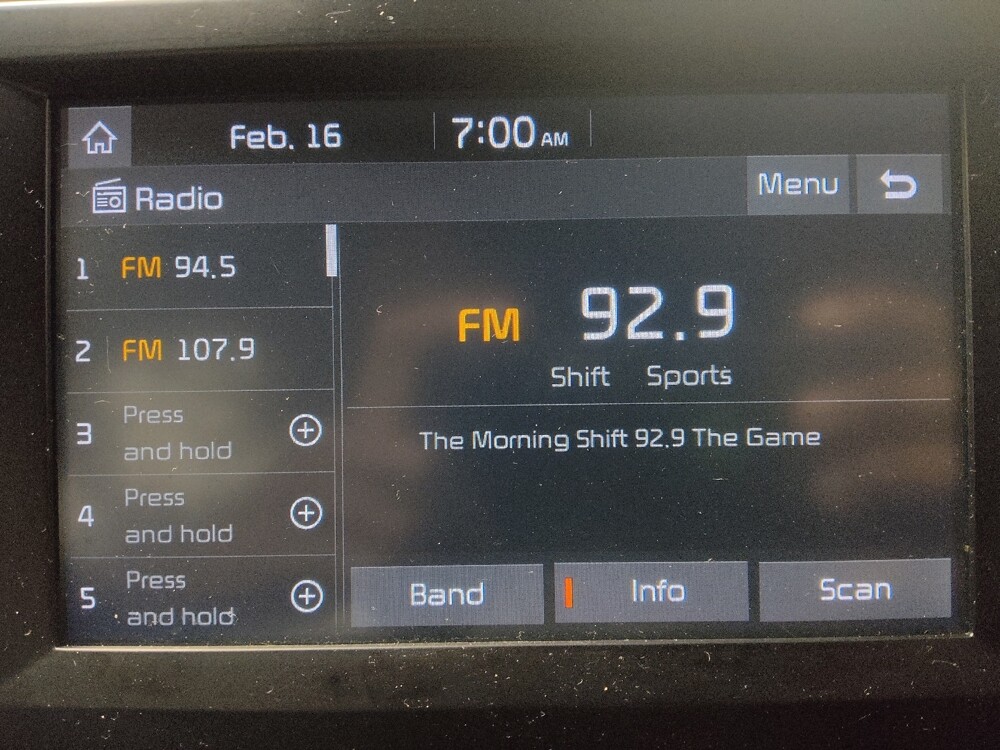 Feb. 16 7:00 AM
Radio Menu
1 FM 94.5
2 FM 107.9
3 Press
and hold
4 Press
and hold
5 Press
and hold
FM 92.9
Shift Sports
The Morning Shift 92.9 The Game
Band Info Scan